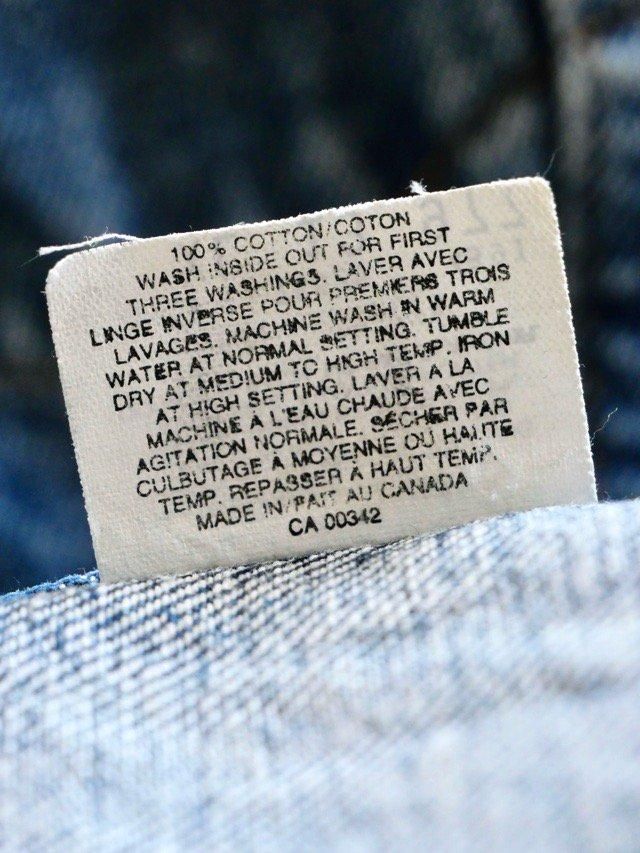 100% COTTON/COTON
WASH INSIDE OUT FOR FIRST
THREE WASHINGS. LAVER AVEC
LINGE INVERSE POUR PREMIERS TROIS
LAVAGES. MACHINE WASH IN WARM
WATER AT NORMAL SETTING. TUMBLE
DRY AT MEDIUM TO HIGH TEMP. IRON
AT HIGH SETTING. LAVER A LA
MACHINE À L'EAU CHAUDE AVEC
AGITATION NORMALE. SÉCHER PAR
CULBUTAGE À MOYENNE OU HAUTE
TEMP. REPASSER À HAUT TEMP.
MADE IN/FAIT AU CANADA
CA 00342